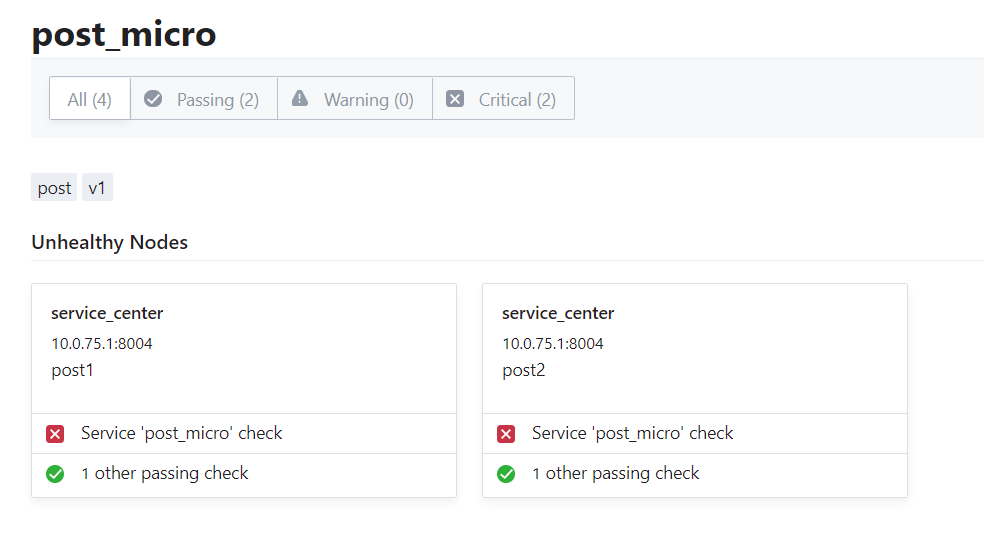 post_micro
All (4) Passing (2) Warning (0) Critical (2)
post v1
Unhealthy Nodes
service_center
10.0.75.1:8004
post1
Service 'post_micro' check
1 other passing check
service_center
10.0.75.1:8004
post2
Service 'post_micro' check
1 other passing check